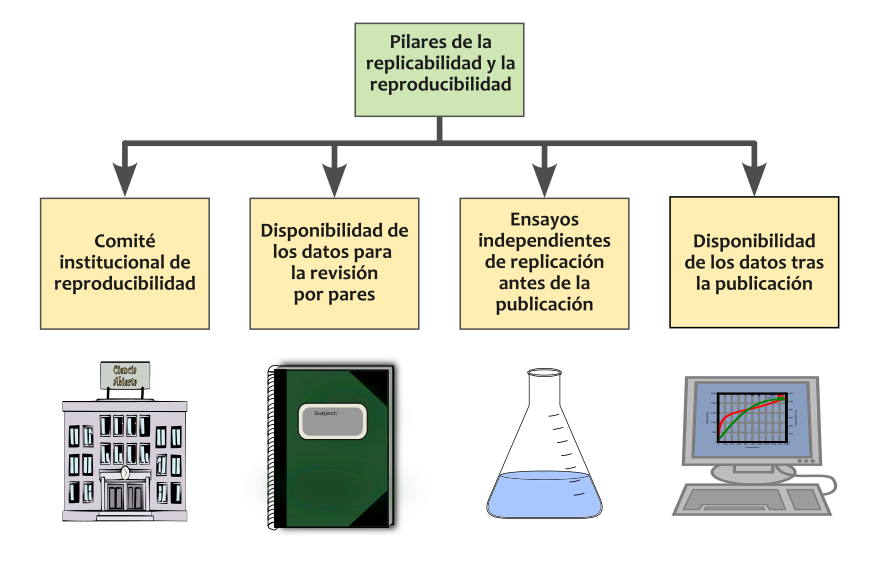 Pilares de la
replicabilidad y la
reproducibilidad
Comité
institucional de
reproducibilidad
Disponibilidad de
los datos para
la revisión
por pares
Ensayos
independientes
de replicación
antes de la
publicación
Disponibilidad
de los datos tras
la publicación
Ciencia
Abierta
Subject: